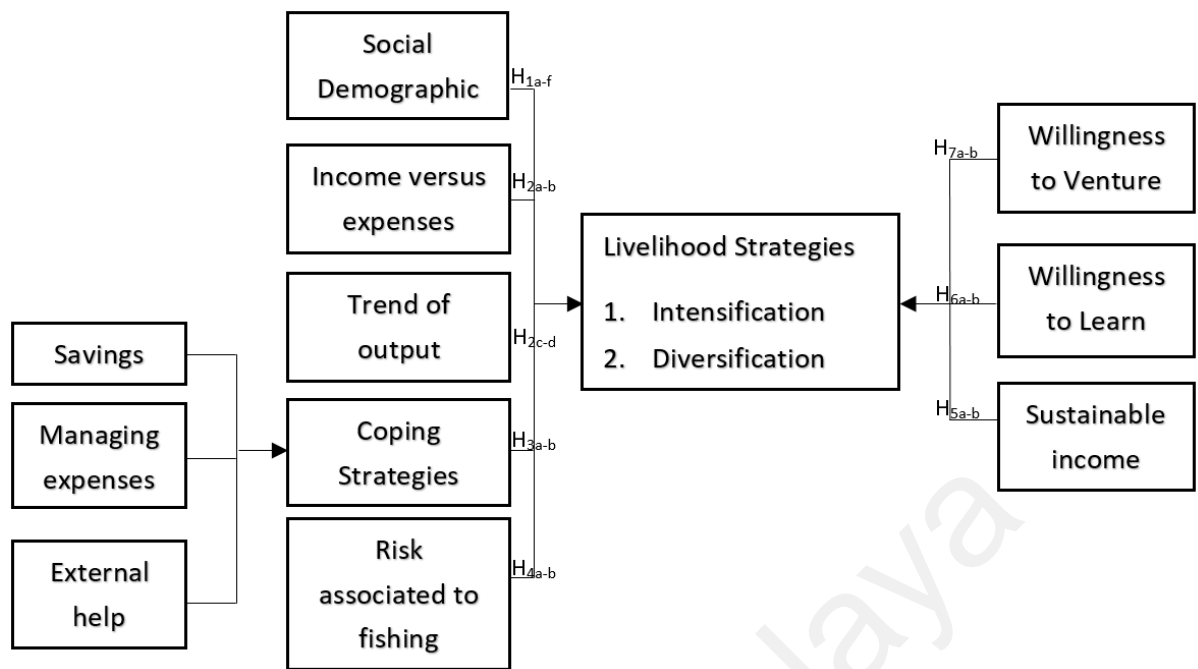 Social
Demographic
H1a-f
Income versus
expenses
H2a-b
Trend of
output
H2c-d
Savings
Managing
expenses
External
help
Coping
Strategies
H3a-b
Risk
associated to
fishing
H4a-b
Livelihood Strategies
1. Intensification
2. Diversification
H7a-b
Willingness
to Venture
H6a-b
Willingness
to Learn
H5a-b
Sustainable
income
laya